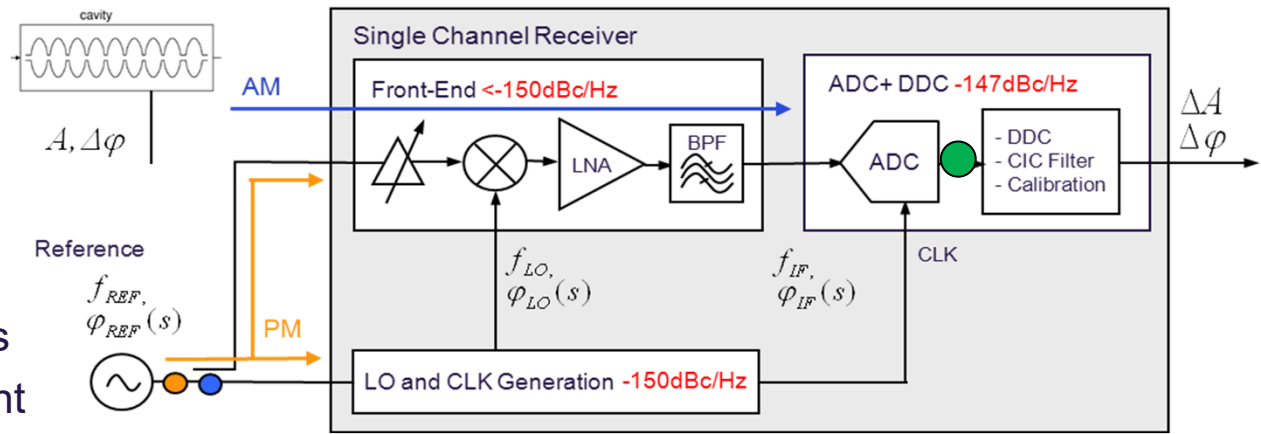 cavity
A, Δφ
Single Channel Receiver
AM
Front-End <-150dBc/Hz
LNA
BPF
ADC+ DDC -147dBc/Hz
ADC
- DDC
- CIC Filter
- Calibration
ΔA
Δφ
CLK
Reference
f_REF,
φ_REF(s)
PM
f_LO,
φ_LO(s)
f_IF,
φ_IF(s)
LO and CLK Generation -150dBc/Hz
s
nt